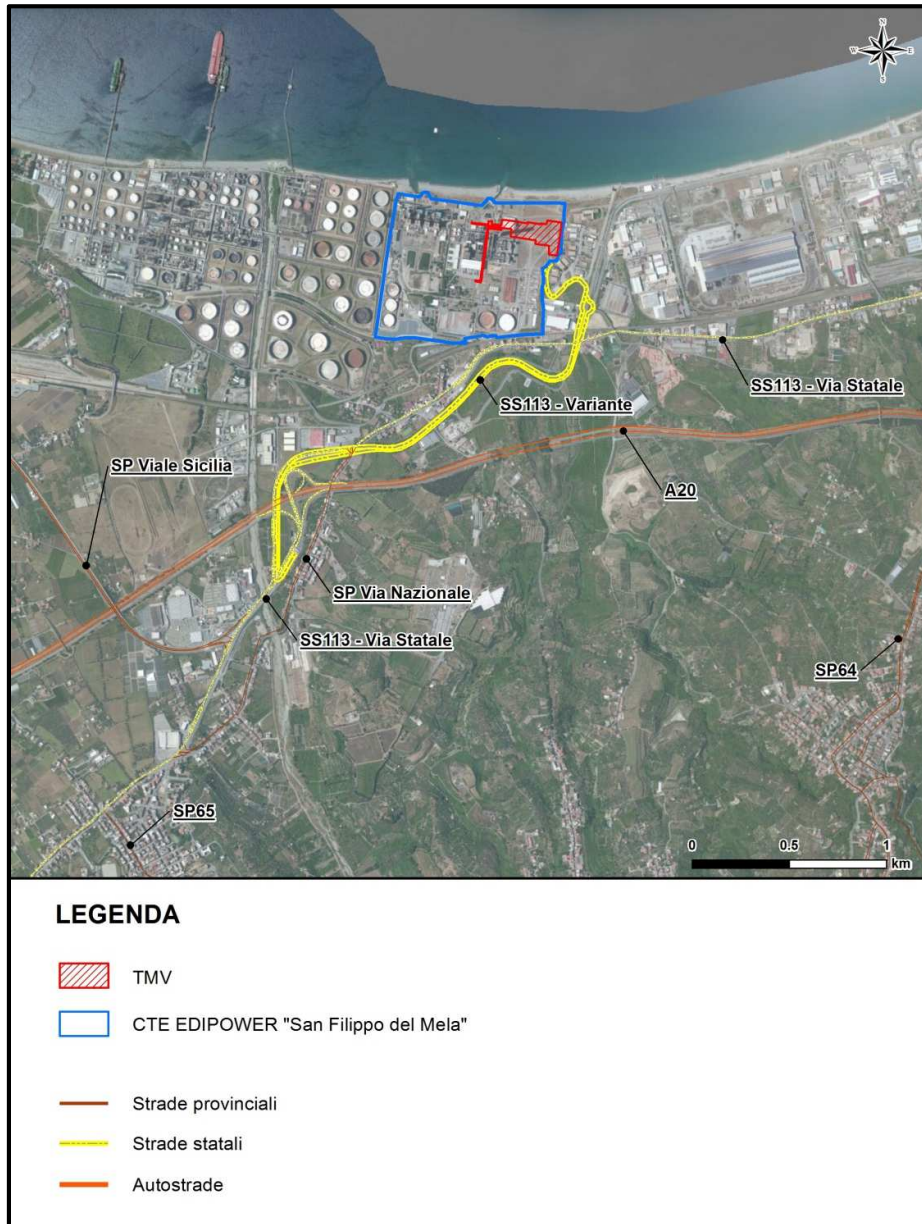 N
W E
S
SS113 - Via Statale
SS113 - Variante
SP Viale Sicilia
A20
SP Via Nazionale
SS113 - Via Statale
SP64
SP65
0 0.5 1
km
LEGENDA
TMV
CTE EDIPOWER "San Filippo del Mela"
Strade provinciali
Strade statali
Autostrade